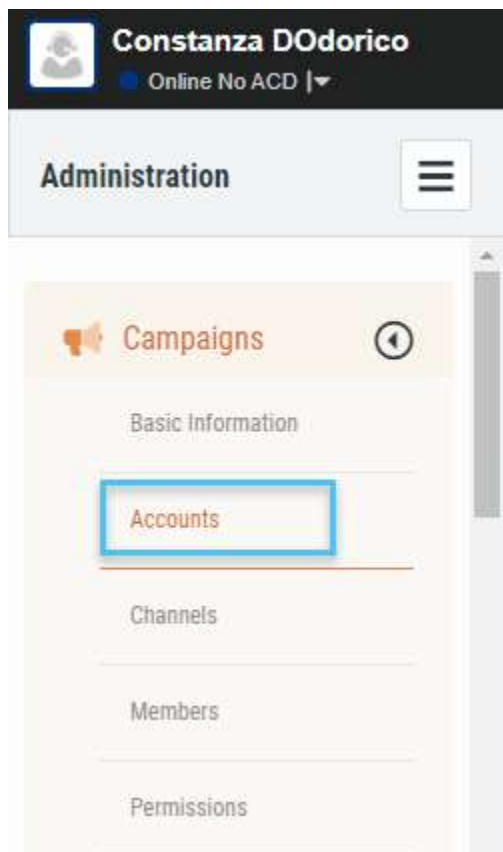 Constanza DOdorico
Online No ACD
Administration
Campaigns
Basic Information
Accounts
Channels
Members
Permissions